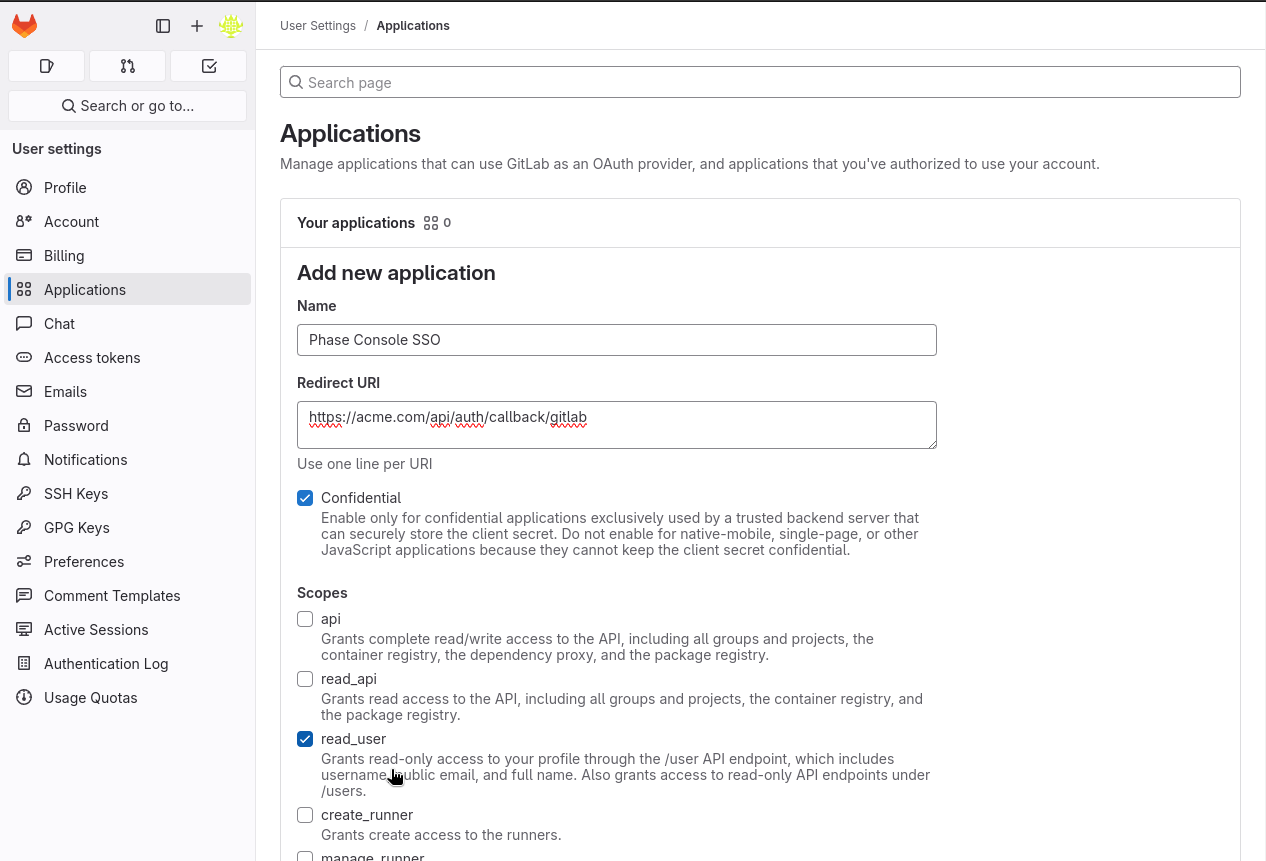 User Settings / Applications
Search page
Search or go to...
User settings
Profile
Account
Billing
Applications
Chat
Access tokens
Emails
Password
Notifications
SSH Keys
GPG Keys
Preferences
Comment Templates
Active Sessions
Authentication Log
Usage Quotas
Applications
Manage applications that can use GitLab as an OAuth provider, and applications that you've authorized to use your account.
Your applications 0
Add new application
Name
Phase Console SSO
Redirect URI
https://acme.com/api/auth/callback/gitlab
Use one line per URI
Confidential
Enable only for confidential applications exclusively used by a trusted backend server that
can securely store the client secret. Do not enable for native-mobile, single-page, or other
JavaScript applications because they cannot keep the client secret confidential.
Scopes
api
Grants complete read/write access to the API, including all groups and projects, the
container registry, the dependency proxy, and the package registry.
read_api
Grants read access to the API, including all groups and projects, the container registry, and
the package registry.
read_user
Grants read-only access to your profile through the /user API endpoint, which includes
username, public email, and full name. Also grants access to read-only API endpoints under
/users.
create_runner
Grants create access to the runners.
manage_runner